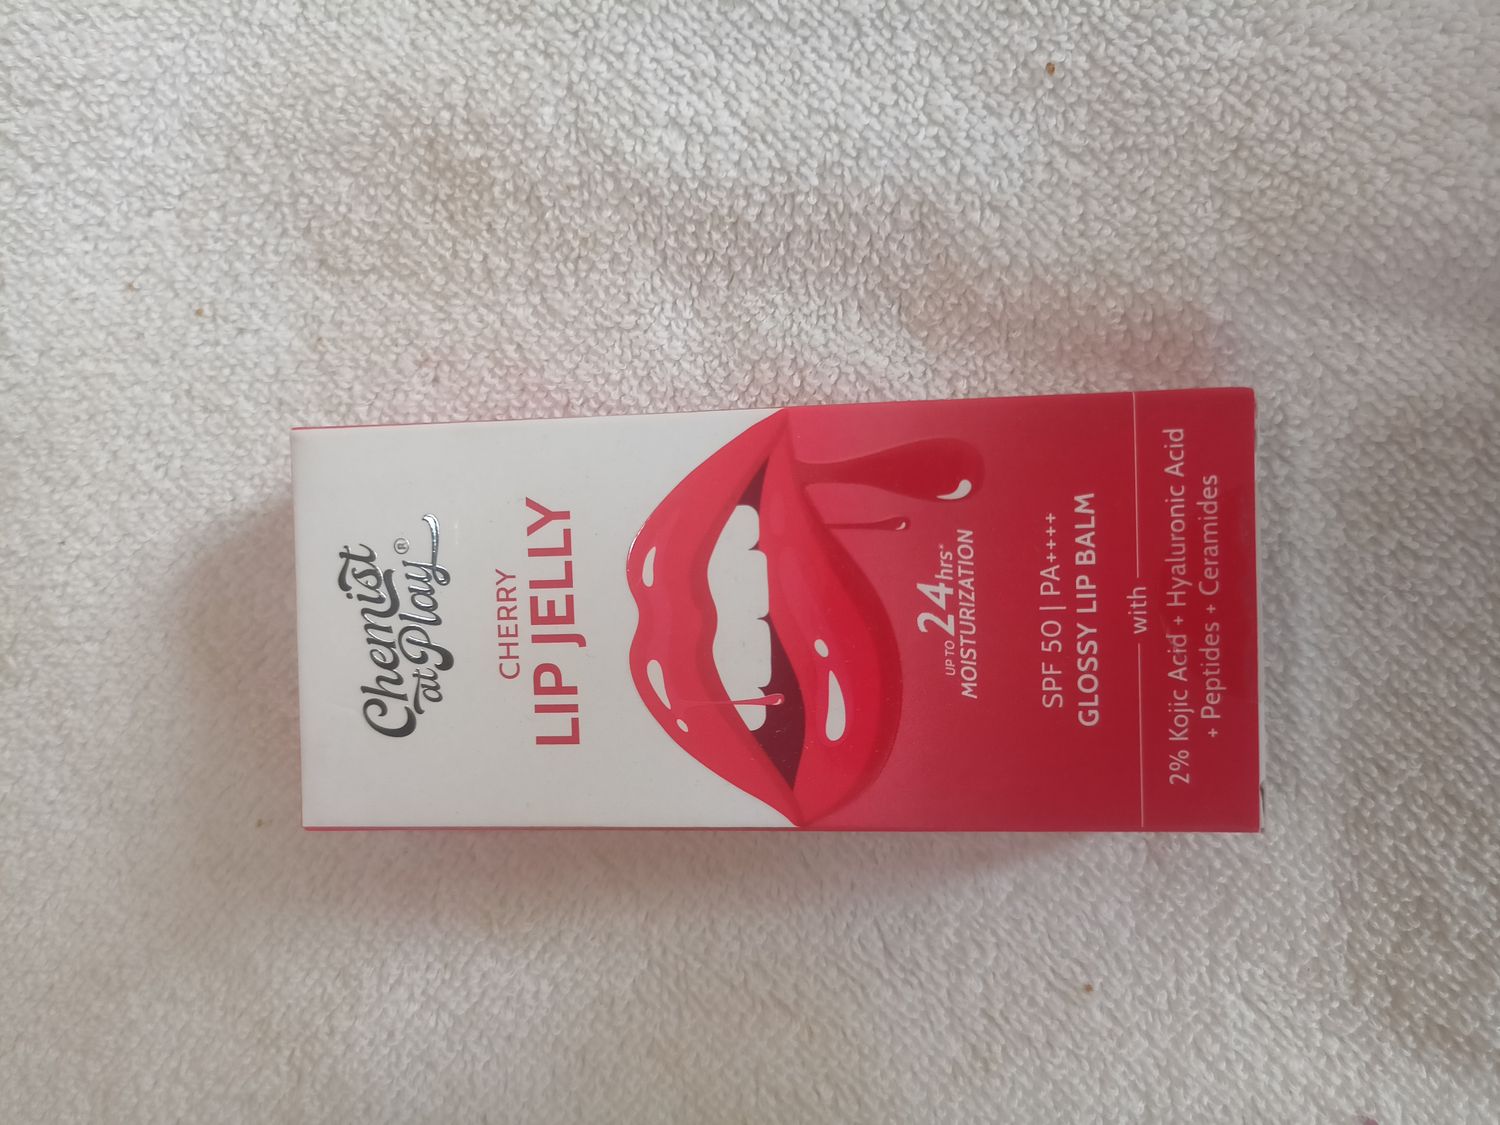 Chemist
at Play®
CHERRY
LIP JELLY
UP TO 24hrs*
MOISTURIZATION
SPF 50 | PA++++
GLOSSY LIP BALM
with
2% Kojic Acid + Hyaluronic Acid
+ Peptides + Ceramides